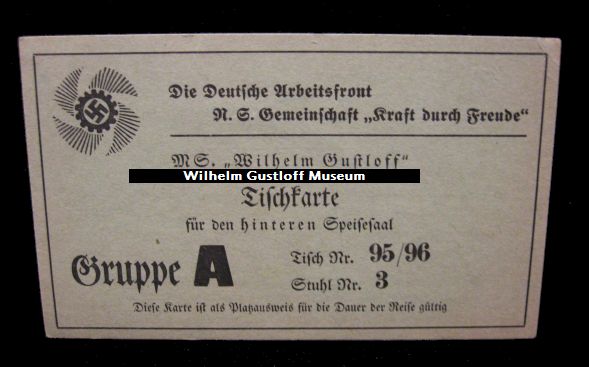 Die Deutsche Arbeitsfront
N. S. Gemeinschaft „Kraft durch Freude“
MS. „Wilhelm Gustloff“
Wilhelm Gustloff Museum
Tischkarte
für den hinteren Speisesaal
Gruppe A
Tisch Nr. 95/96
Stuhl Nr. 3
Diese Karte ist als Platzausweis für die Dauer der Reise gültig